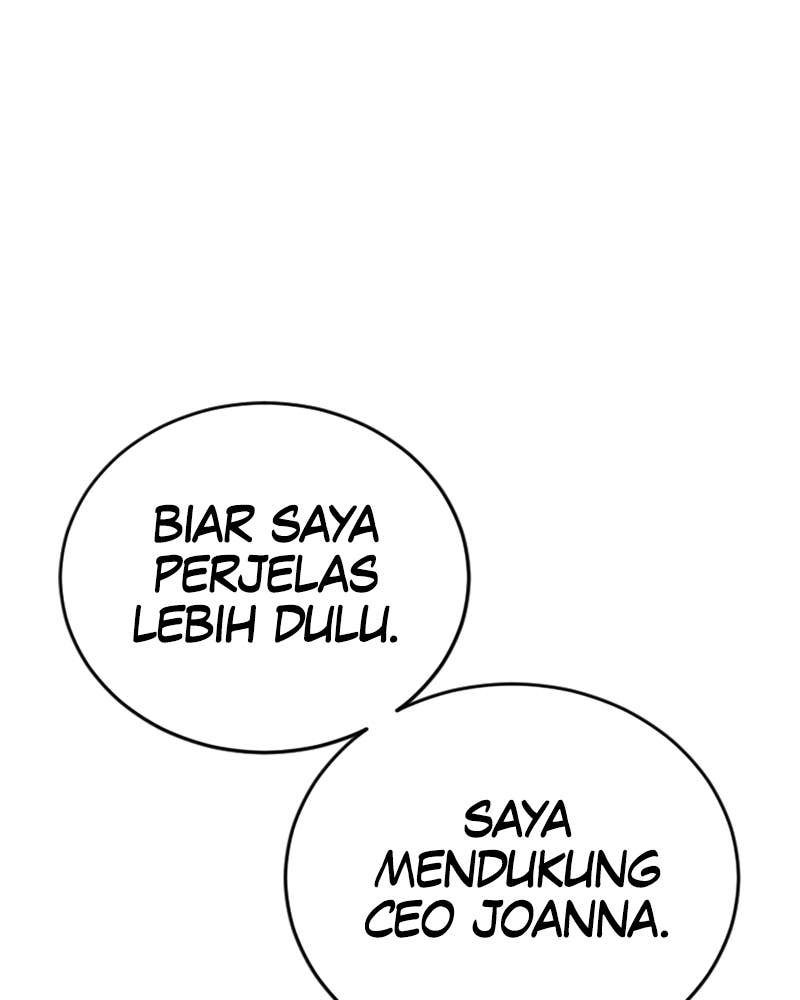 BIAR SAYA
PERJELAS
LEBIH DULU.
SAYA
MENDUKUNG
CEO JOANNA.